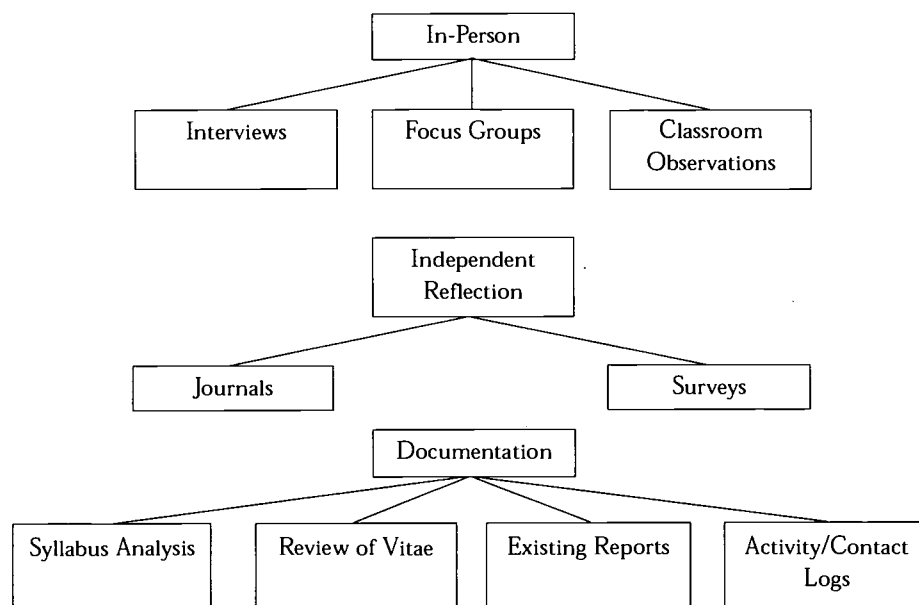 In-Person
Interviews
Focus Groups
Classroom
Observations
Independent
Reflection
Journals
Surveys
Documentation
Syllabus Analysis
Review of Vitae
Existing Reports
Activity/Contact
Logs